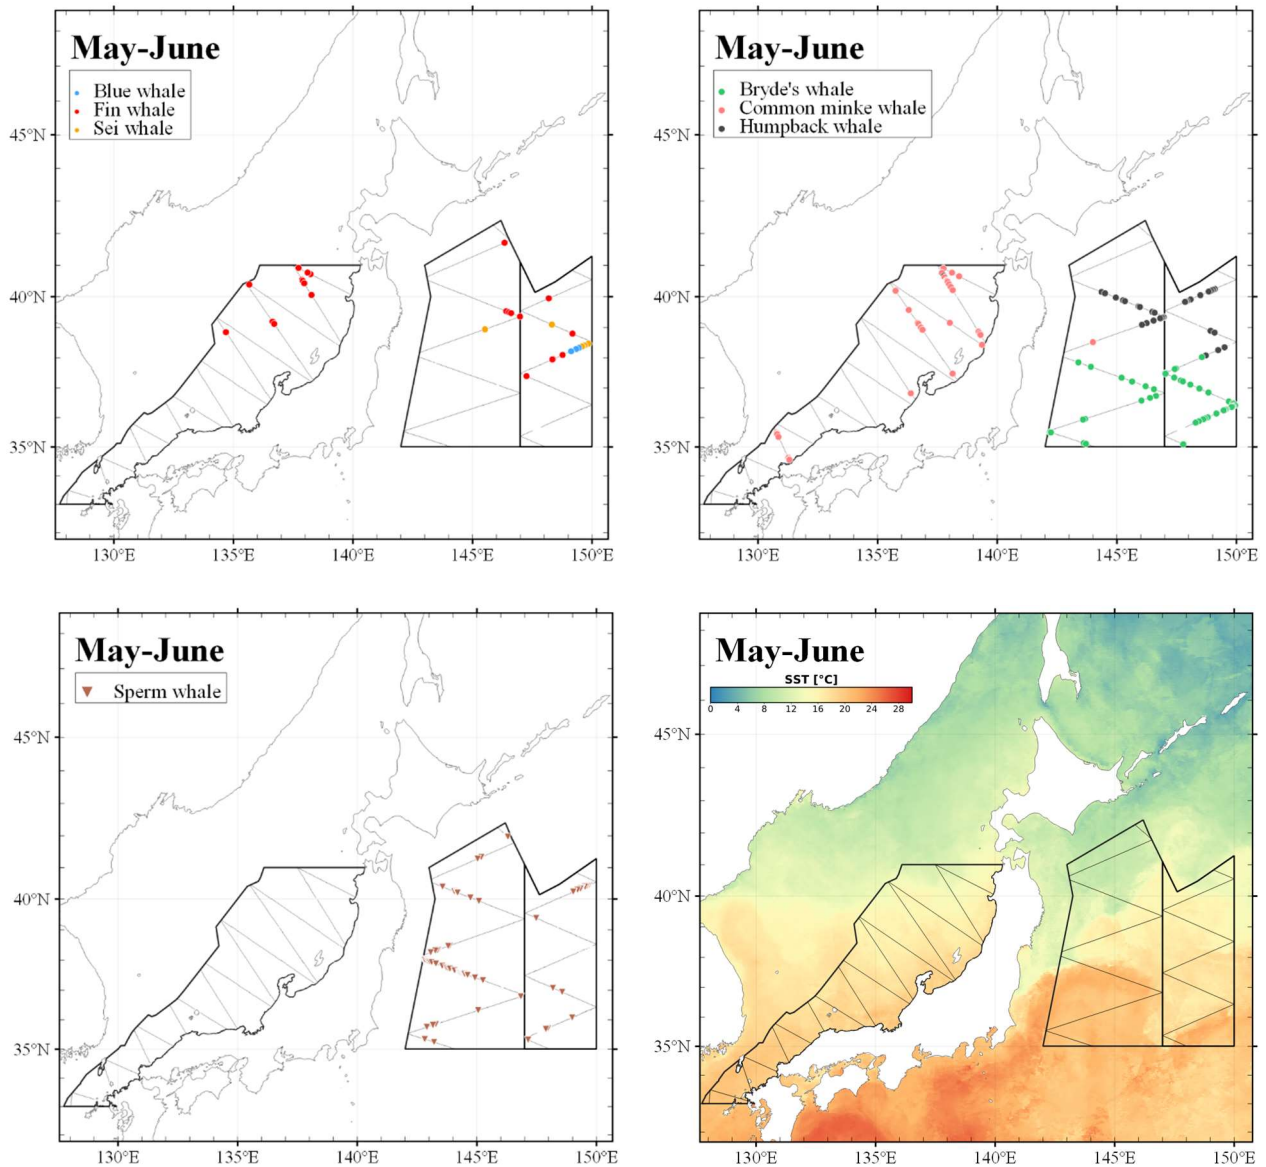 May-June
Blue whale
Fin whale
Sei whale
45°N
40°N
35°N
130°E
135°E
140°E
145°E
150°E
May-June
Bryde's whale
Common minke whale
Humpback whale
45°N
40°N
35°N
130°E
135°E
140°E
145°E
150°E
May-June
Sperm whale
45°N
40°N
35°N
130°E
135°E
140°E
145°E
150°E
May-June
SST [°C]
0 4 8 12 16 20 24 28
45°N
40°N
35°N
130°E
135°E
140°E
145°E
150°E